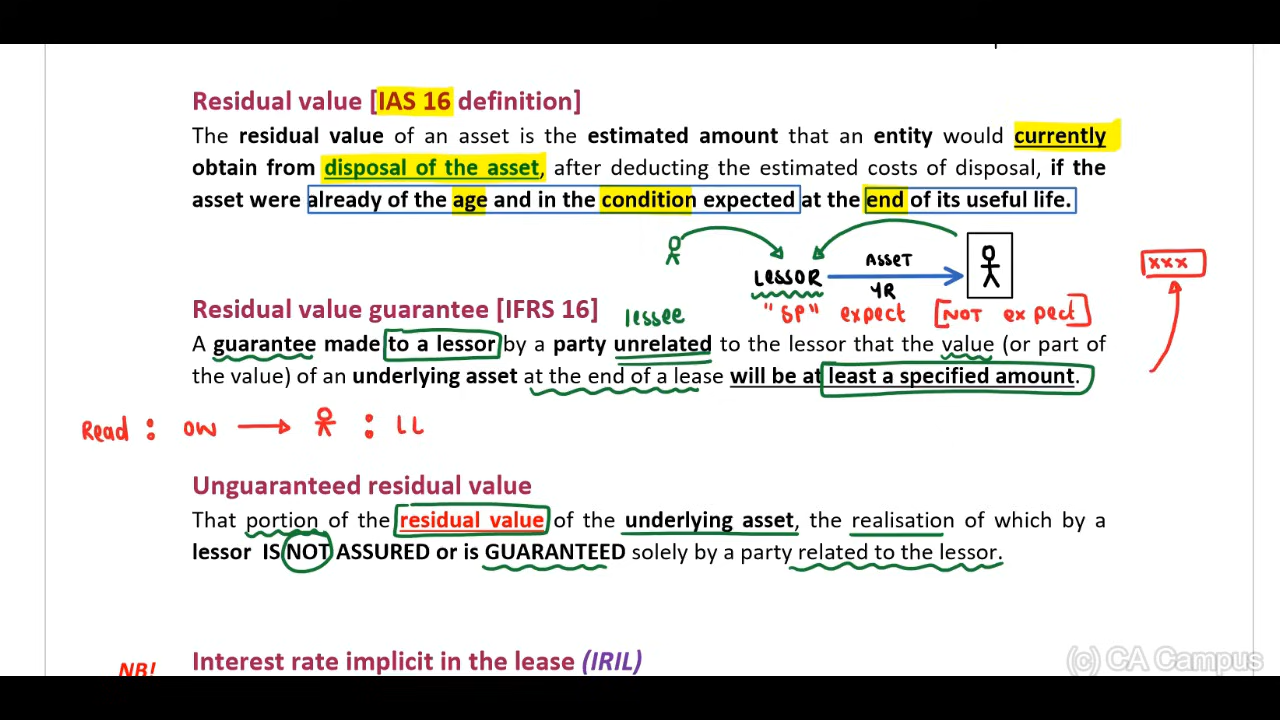 Residual value [IAS 16 definition]
The residual value of an asset is the estimated amount that an entity would currently
obtain from disposal of the asset, after deducting the estimated costs of disposal, if the
asset were already of the age and in the condition expected at the end of its useful life.
ASSET
LESSOR
YR
xxx
Residual value guarantee [IFRS 16]
lessee
"SP" expect [NOT expect]
A guarantee made to a lessor by a party unrelated to the lessor that the value (or part of
the value) of an underlying asset at the end of a lease will be at least a specified amount.
Read : OW : LL
Unguaranteed residual value
That portion of the residual value of the underlying asset, the realisation of which by a
lessor IS NOT ASSURED or is GUARANTEED solely by a party related to the lessor.
NB!
Interest rate implicit in the lease (IRIL)
(c) CA Campus